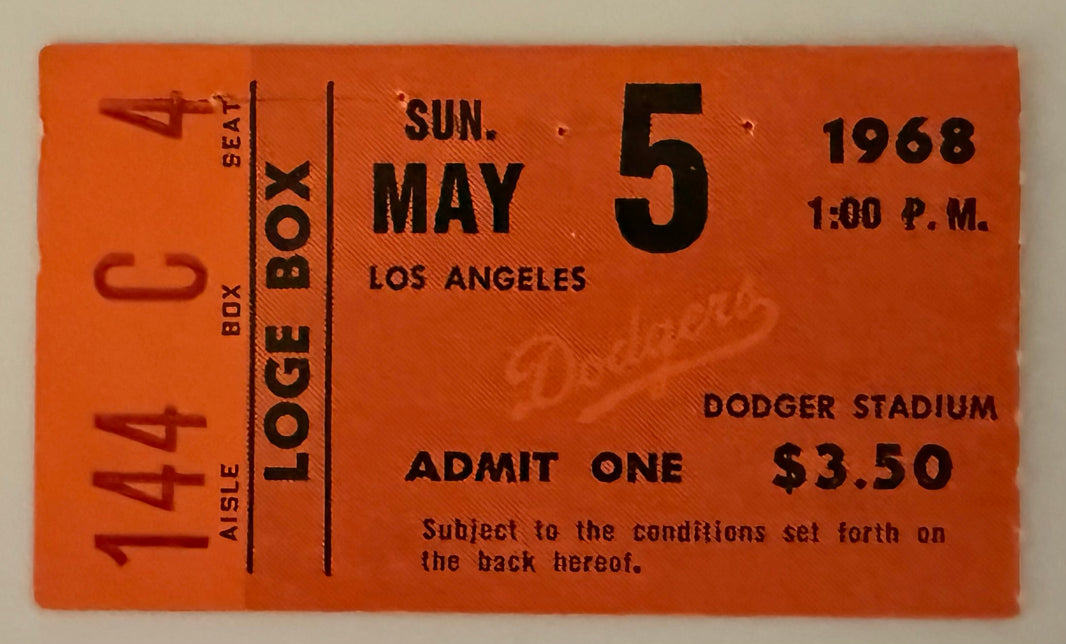 AISLE 144 BOX C SEAT 4
LOGE BOX
SUN.
MAY 5
1968
1:00 P.M.
LOS ANGELES
Dodgers
DODGER STADIUM
ADMIT ONE $3.50
Subject to the conditions set forth on
the back hereof.